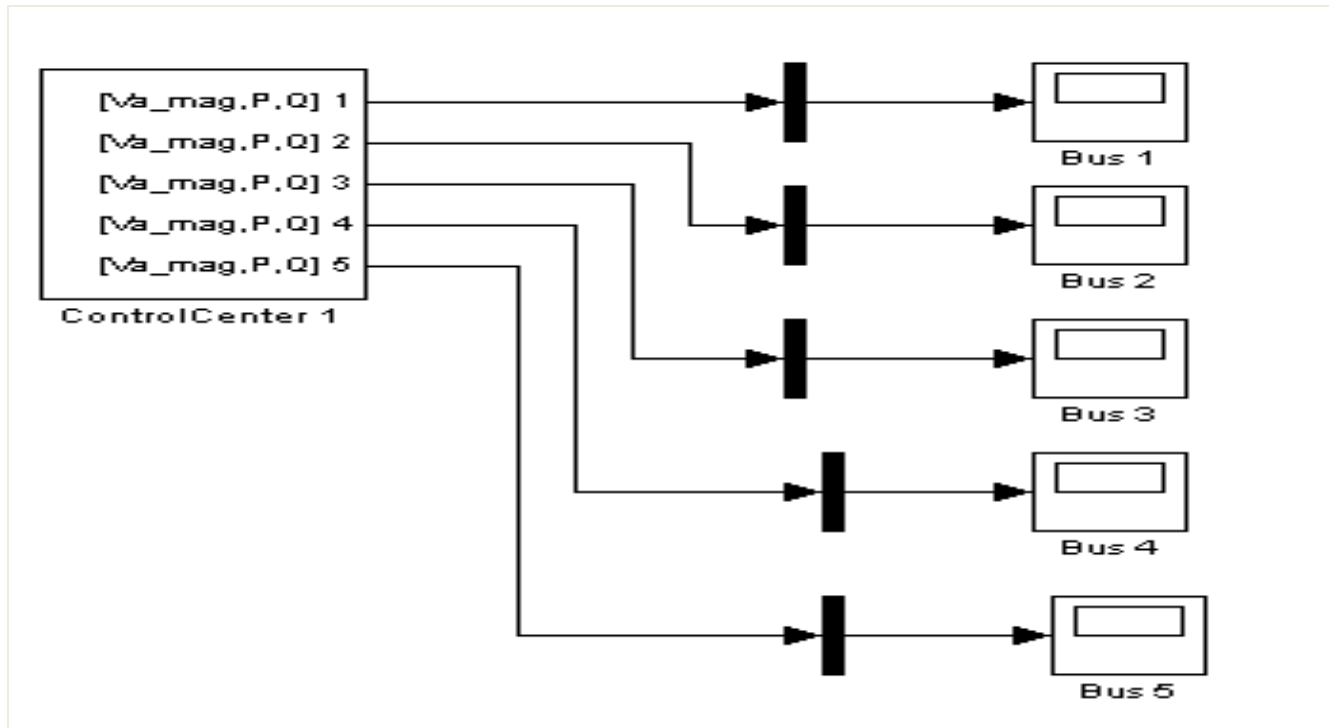 [Va_mag,P,Q] 1
[Va_mag,P,Q] 2
[Va_mag,P,Q] 3
[Va_mag,P,Q] 4
[Va_mag,P,Q] 5
ControlCenter 1
Bus 1
Bus 2
Bus 3
Bus 4
Bus 5